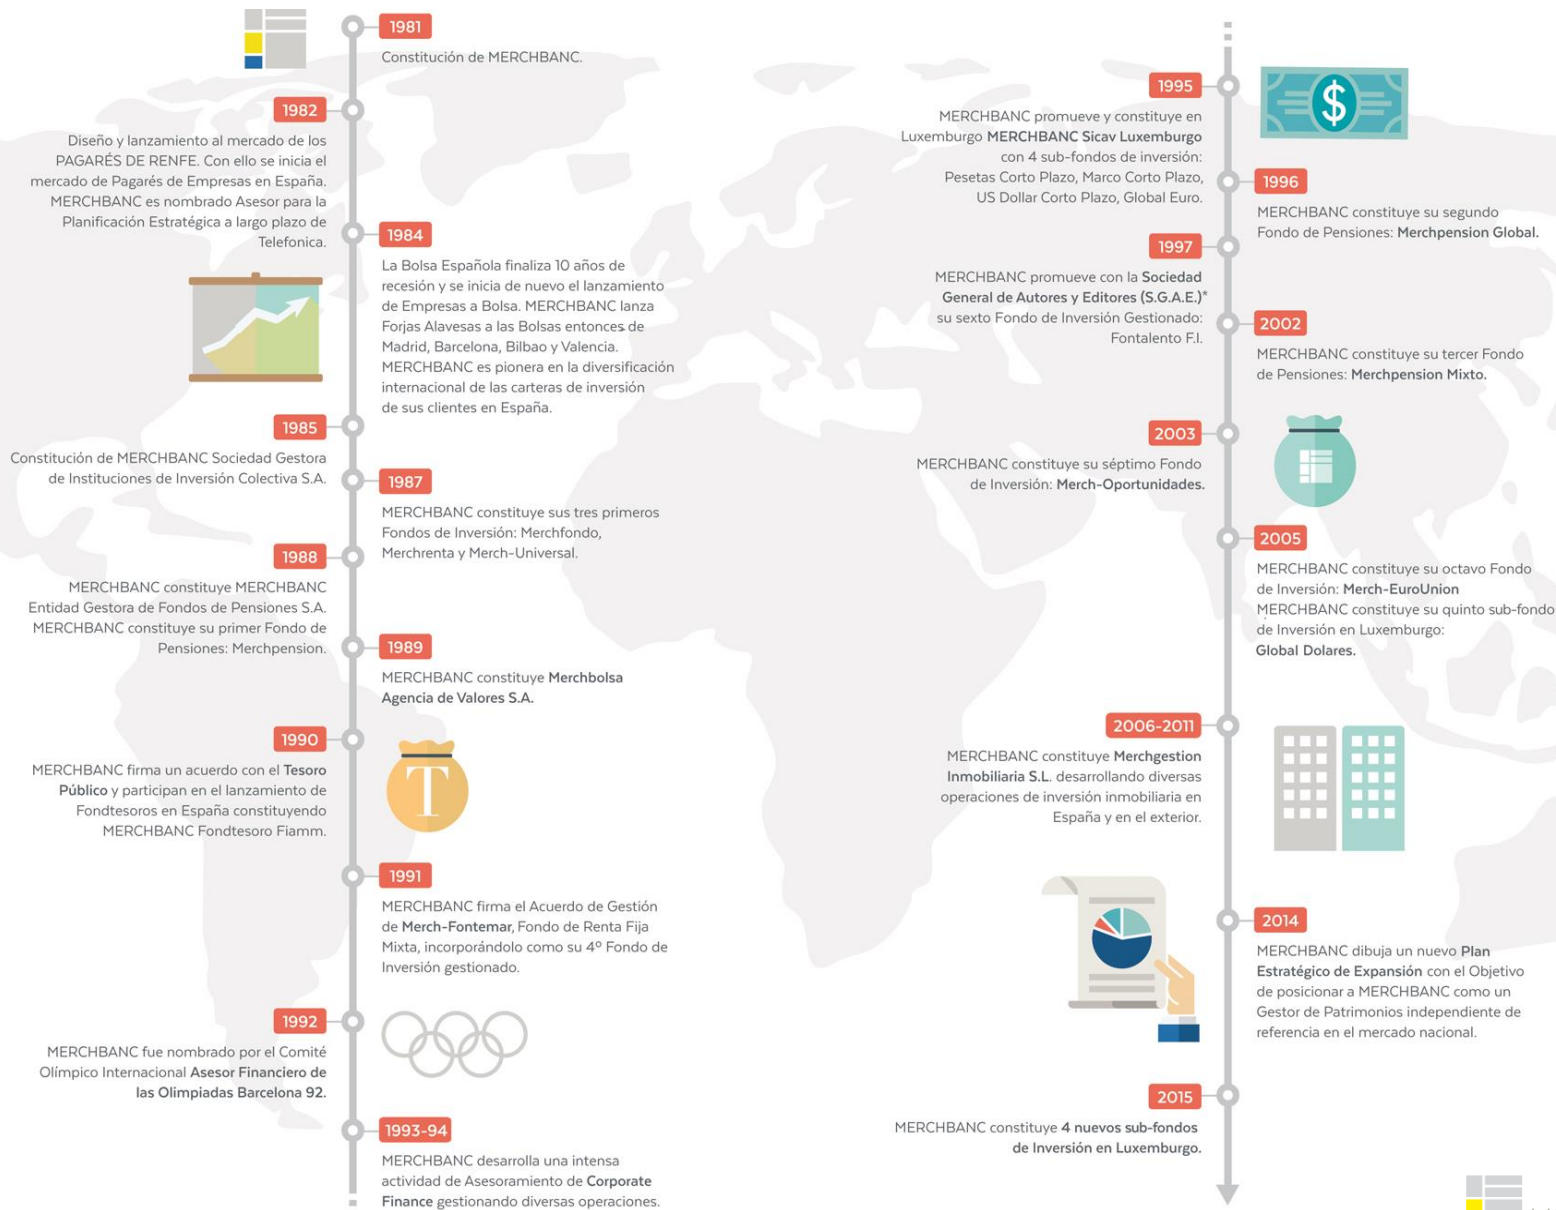 1981
Constitución de MERCHBANC.
1982
Diseño y lanzamiento al mercado de los
PAGARÉS DE RENFE. Con ello se inicia el
mercado de Pagarés de Empresas en España.
MERCHBANC es nombrado Asesor para la
Planificación Estratégica a largo plazo de
Telefonica.
1984
La Bolsa Española finaliza 10 años de
recesión y se inicia de nuevo el lanzamiento
de Empresas a Bolsa. MERCHBANC lanza
Forjas Alavesas a las Bolsas entonces de
Madrid, Barcelona, Bilbao y Valencia.
MERCHBANC es pionera en la diversificación
internacional de las carteras de inversión
de sus clientes en España.
1985
Constitución de MERCHBANC Sociedad Gestora
de Instituciones de Inversión Colectiva S.A.
1987
MERCHBANC constituye sus tres primeros
Fondos de Inversión: Merchfondo,
Merchrenta y Merch-Universal.
1988
MERCHBANC constituye MERCHBANC
Entidad Gestora de Fondos de Pensiones S.A.
MERCHBANC constituye su primer Fondo de
Pensiones: Merchpension.
1989
MERCHBANC constituye Merchbolsa
Agencia de Valores S.A.
1990
MERCHBANC firma un acuerdo con el Tesoro
Público y participan en el lanzamiento de
Fondtesoros en España constituyendo
MERCHBANC Fondtesoro Fiamm.
T
1991
MERCHBANC firma el Acuerdo de Gestión
de Merch-Fontemar, Fondo de Renta Fija
Mixta, incorporándolo como su 4º Fondo de
Inversión gestionado.
1992
MERCHBANC fue nombrado por el Comité
Olímpico Internacional Asesor Financiero de
las Olimpiadas Barcelona 92.
1993-94
MERCHBANC desarrolla una intensa
actividad de Asesoramiento de Corporate
Finance gestionando diversas operaciones.
1995
MERCHBANC promueve y constituye en
Luxemburgo MERCHBANC Sicav Luxemburgo
con 4 sub-fondos de inversión:
Pesetas Corto Plazo, Marco Corto Plazo,
US Dollar Corto Plazo, Global Euro.
$
1996
MERCHBANC constituye su segundo
Fondo de Pensiones: Merchpension Global.
1997
MERCHBANC promueve con la Sociedad
General de Autores y Editores (S.G.A.E.)*
su sexto Fondo de Inversión Gestionado:
Fontalento F.I.
2002
MERCHBANC constituye su tercer Fondo
de Pensiones: Merchpension Mixto.
2003
MERCHBANC constituye su séptimo Fondo
de Inversión: Merch-Oportunidades.
2005
MERCHBANC constituye su octavo Fondo
de Inversión: Merch-EuroUnion
MERCHBANC constituye su quinto sub-fondo
de Inversión en Luxemburgo:
Global Dolares.
2006-2011
MERCHBANC constituye Merchgestion
Inmobiliaria S.L. desarrollando diversas
operaciones de inversión inmobiliaria en
España y en el exterior.
2014
MERCHBANC dibuja un nuevo Plan
Estratégico de Expansión con el Objetivo
de posicionar a MERCHBANC como un
Gestor de Patrimonios independiente de
referencia en el mercado nacional.
2015
MERCHBANC constituye 4 nuevos sub-fondos
de Inversión en Luxemburgo.